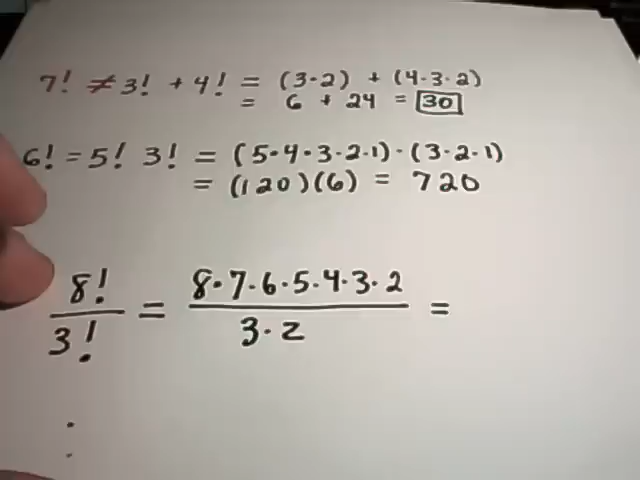 7! ≠ 3! + 4! = (3·2) + (4·3·2)
= 6 + 24 = 30
6! = 5! 3! = (5·4·3·2·1)·(3·2·1)
= (120)(6) = 720
8!/3! = 8·7·6·5·4·3·2/3·2 =